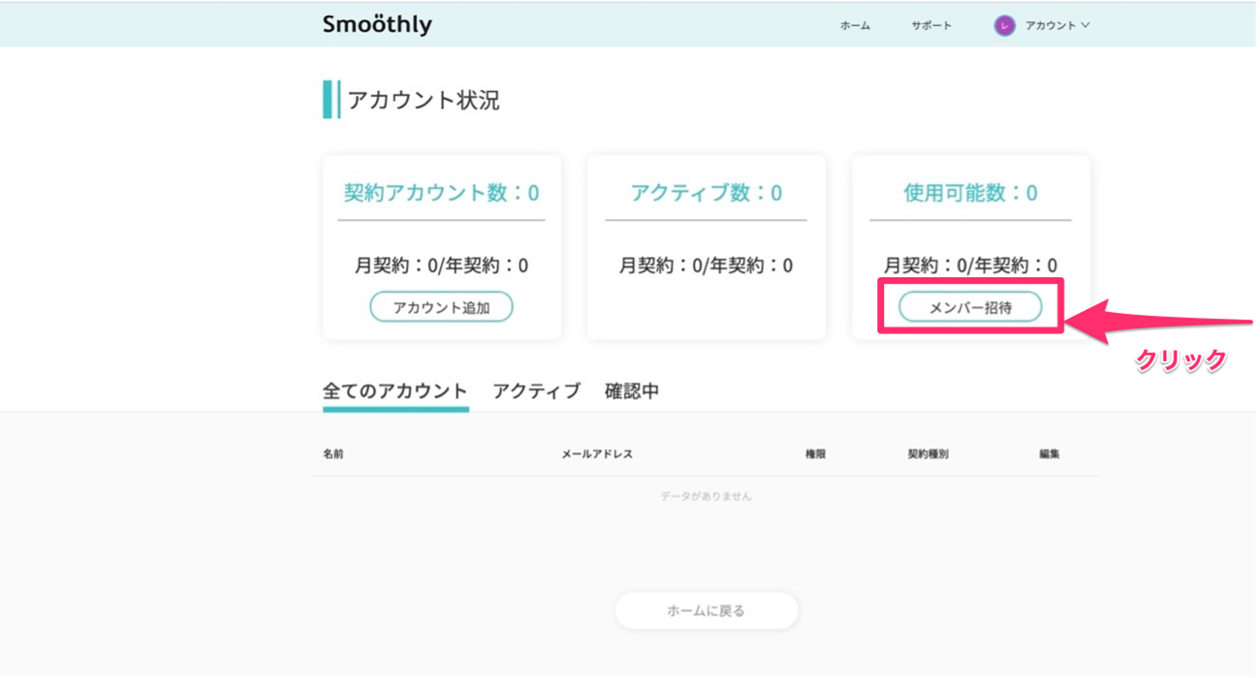 Smoöthly
ホーム サポート レ アカウント
アカウント状況
契約アカウント数：0
月契約：0/年契約：0
アカウント追加
アクティブ数：0
月契約：0/年契約：0
使用可能数：0
月契約：0/年契約：0
メンバー招待
クリック
全てのアカウント アクティブ 確認中
名前 メールアドレス 権限 契約種別 編集
データがありません
ホームに戻る